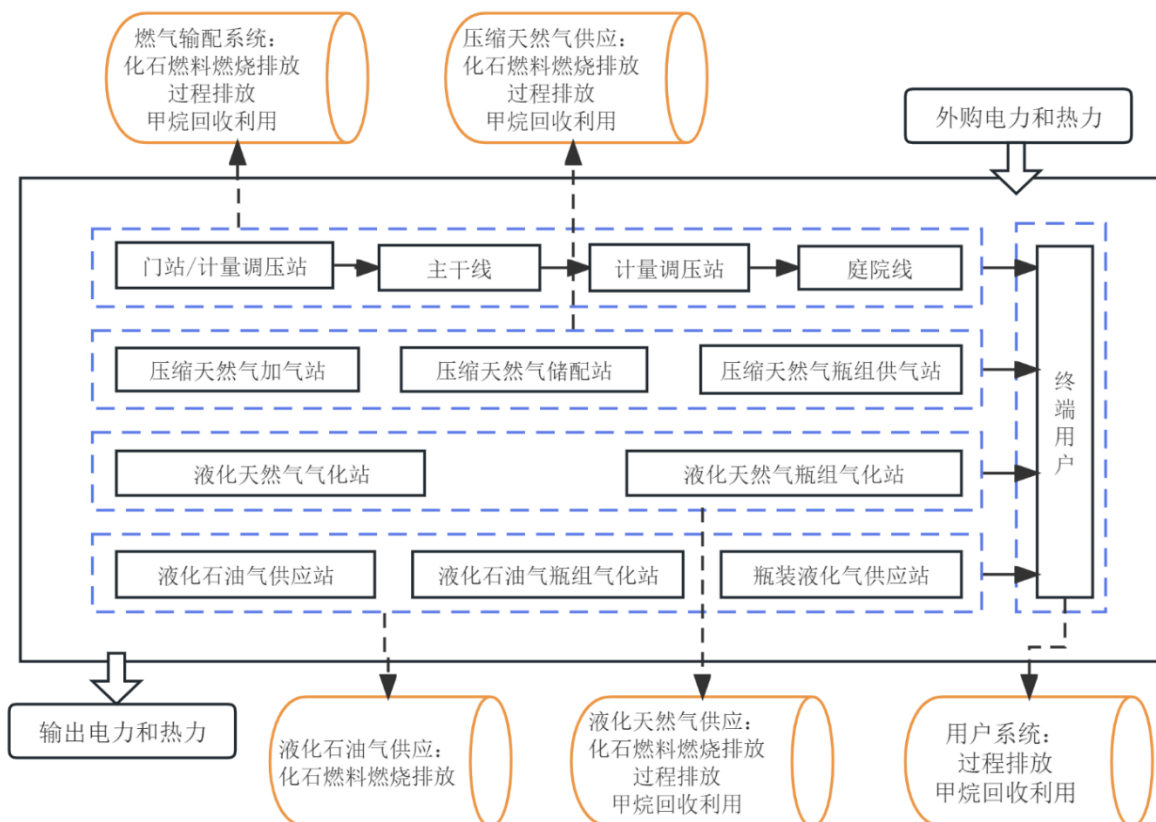 燃气输配系统：
化石燃料燃烧排放
过程排放
甲烷回收利用
压缩天然气供应：
化石燃料燃烧排放
过程排放
甲烷回收利用
外购电力和热力
门站/计量调压站
主干线
计量调压站
庭院线
压缩天然气加气站
压缩天然气储配站
压缩天然气瓶组供气站
终端用户
液化天然气气化站
液化天然气瓶组气化站
液化石油气供应站
液化石油气瓶组气化站
瓶装液化气供应站
输出电力和热力
液化石油气供应：
化石燃料燃烧排放
液化天然气供应：
化石燃料燃烧排放
过程排放
甲烷回收利用
用户系统：
过程排放
甲烷回收利用